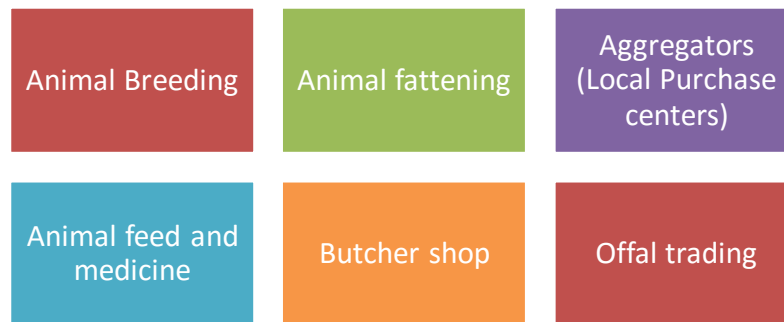 Animal Breeding
Animal fattening
Aggregators
(Local Purchase
centers)
Animal feed and
medicine
Butcher shop
Offal trading